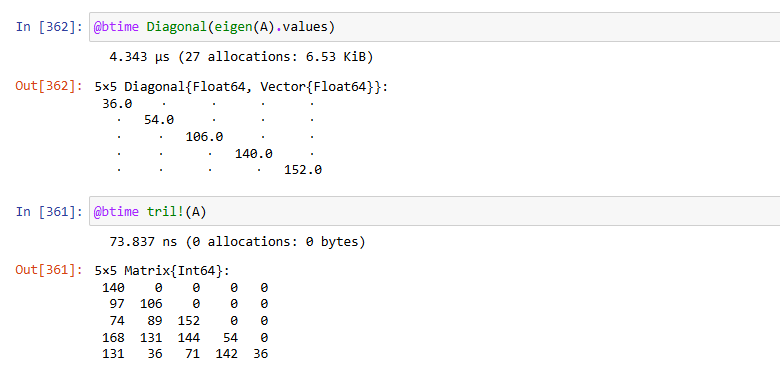 In [362]: @btime Diagonal(eigen(A).values)
4.343 μs (27 allocations: 6.53 KiB)
Out[362]: 5×5 Diagonal{Float64, Vector{Float64}}:
36.0 ⋅ ⋅ ⋅ ⋅
⋅ 54.0 ⋅ ⋅ ⋅
⋅ ⋅ 106.0 ⋅ ⋅
⋅ ⋅ ⋅ 140.0 ⋅
⋅ ⋅ ⋅ ⋅ 152.0
In [361]: @btime tril!(A)
73.837 ns (0 allocations: 0 bytes)
Out[361]: 5×5 Matrix{Int64}:
140 0 0 0 0
97 106 0 0 0
74 89 152 0 0
168 131 144 54 0
131 36 71 142 36